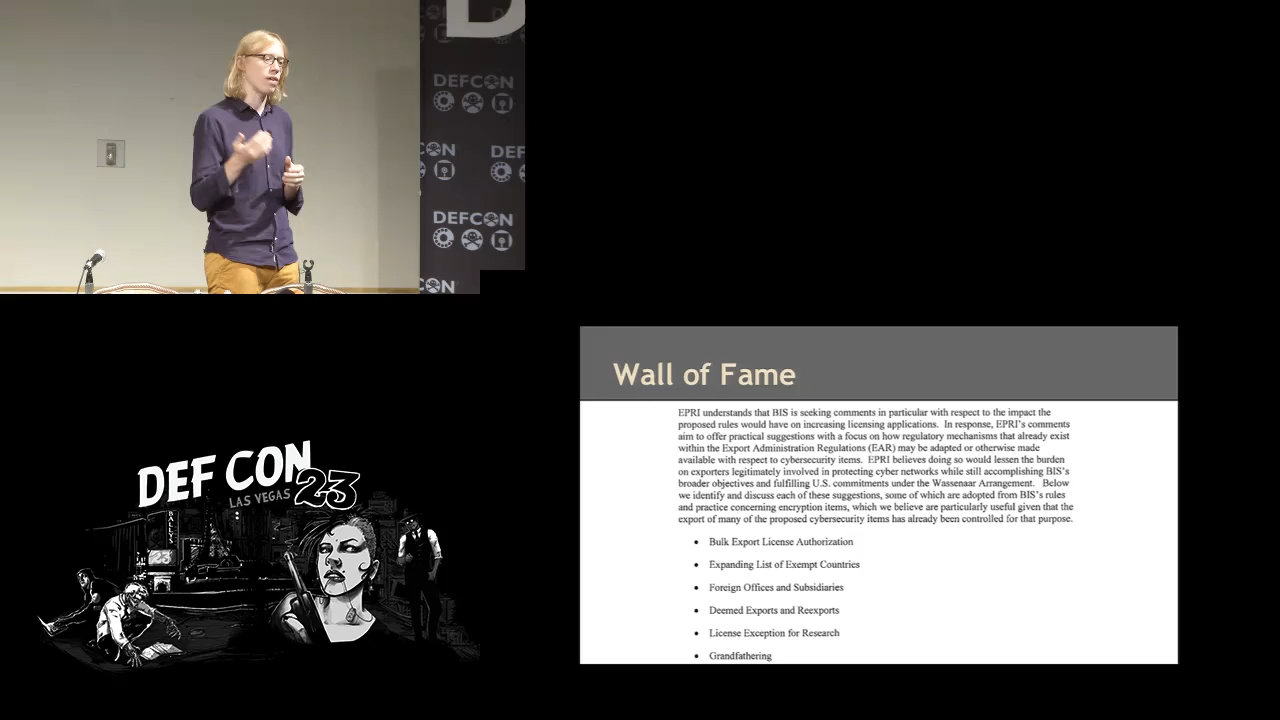 DEFCON
DEF
DEFCON
CON
DEF CON 23
LAS VEGAS
BALLYS
Wall of Fame
EPRI understands that BIS is seeking comments in particular with respect to the impact the
proposed rules would have on increasing licensing applications. In response, EPRI's comments
aim to offer practical suggestions with a focus on how regulatory mechanisms that already exist
within the Export Administration Regulations (EAR) may be adapted or otherwise made
available with respect to cybersecurity items. EPRI believes doing so would lessen the burden
on exporters legitimately involved in protecting cyber networks while still accomplishing BIS's
broader objectives and fulfilling U.S. commitments under the Wassenaar Arrangement. Below
we identify and discuss each of these suggestions, some of which are adopted from BIS's rules
and practice concerning encryption items, which we believe are particularly useful given that the
export of many of the proposed cybersecurity items has already been controlled for that purpose.
• Bulk Export License Authorization
• Expanding List of Exempt Countries
• Foreign Offices and Subsidiaries
• Deemed Exports and Reexports
• License Exception for Research
• Grandfathering